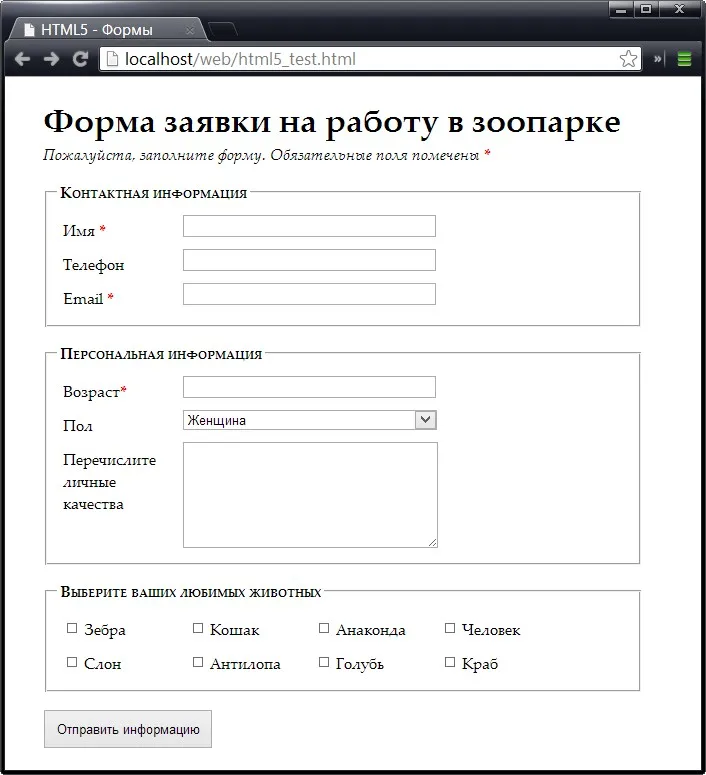 HTML5 - Формы
localhost/web/html5_test.html
Форма заявки на работу в зоопарке
Пожалуйста, заполните форму. Обязательные поля помечены *
Контактная информация
Имя *
Телефон
Email *
Персональная информация
Возраст*
Пол Женщина
Перечислите
личные
качества
Выберите ваших любимых животных
Зебра Кошак Анаконда Человек
Слон Антилопа Голубь Краб
Отправить информацию